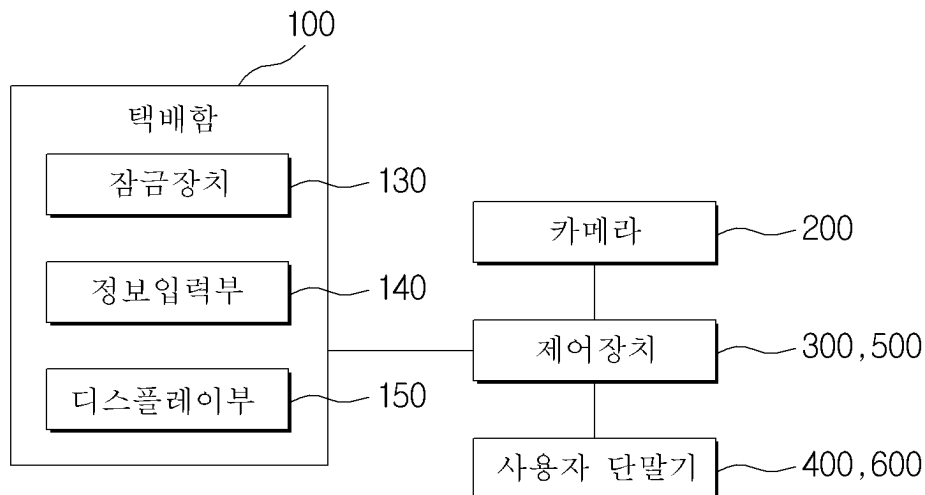 100
택배함
잠금장치 130
정보입력부 140
디스플레이부 150
카메라 200
제어장치 300,500
사용자 단말기 400,600